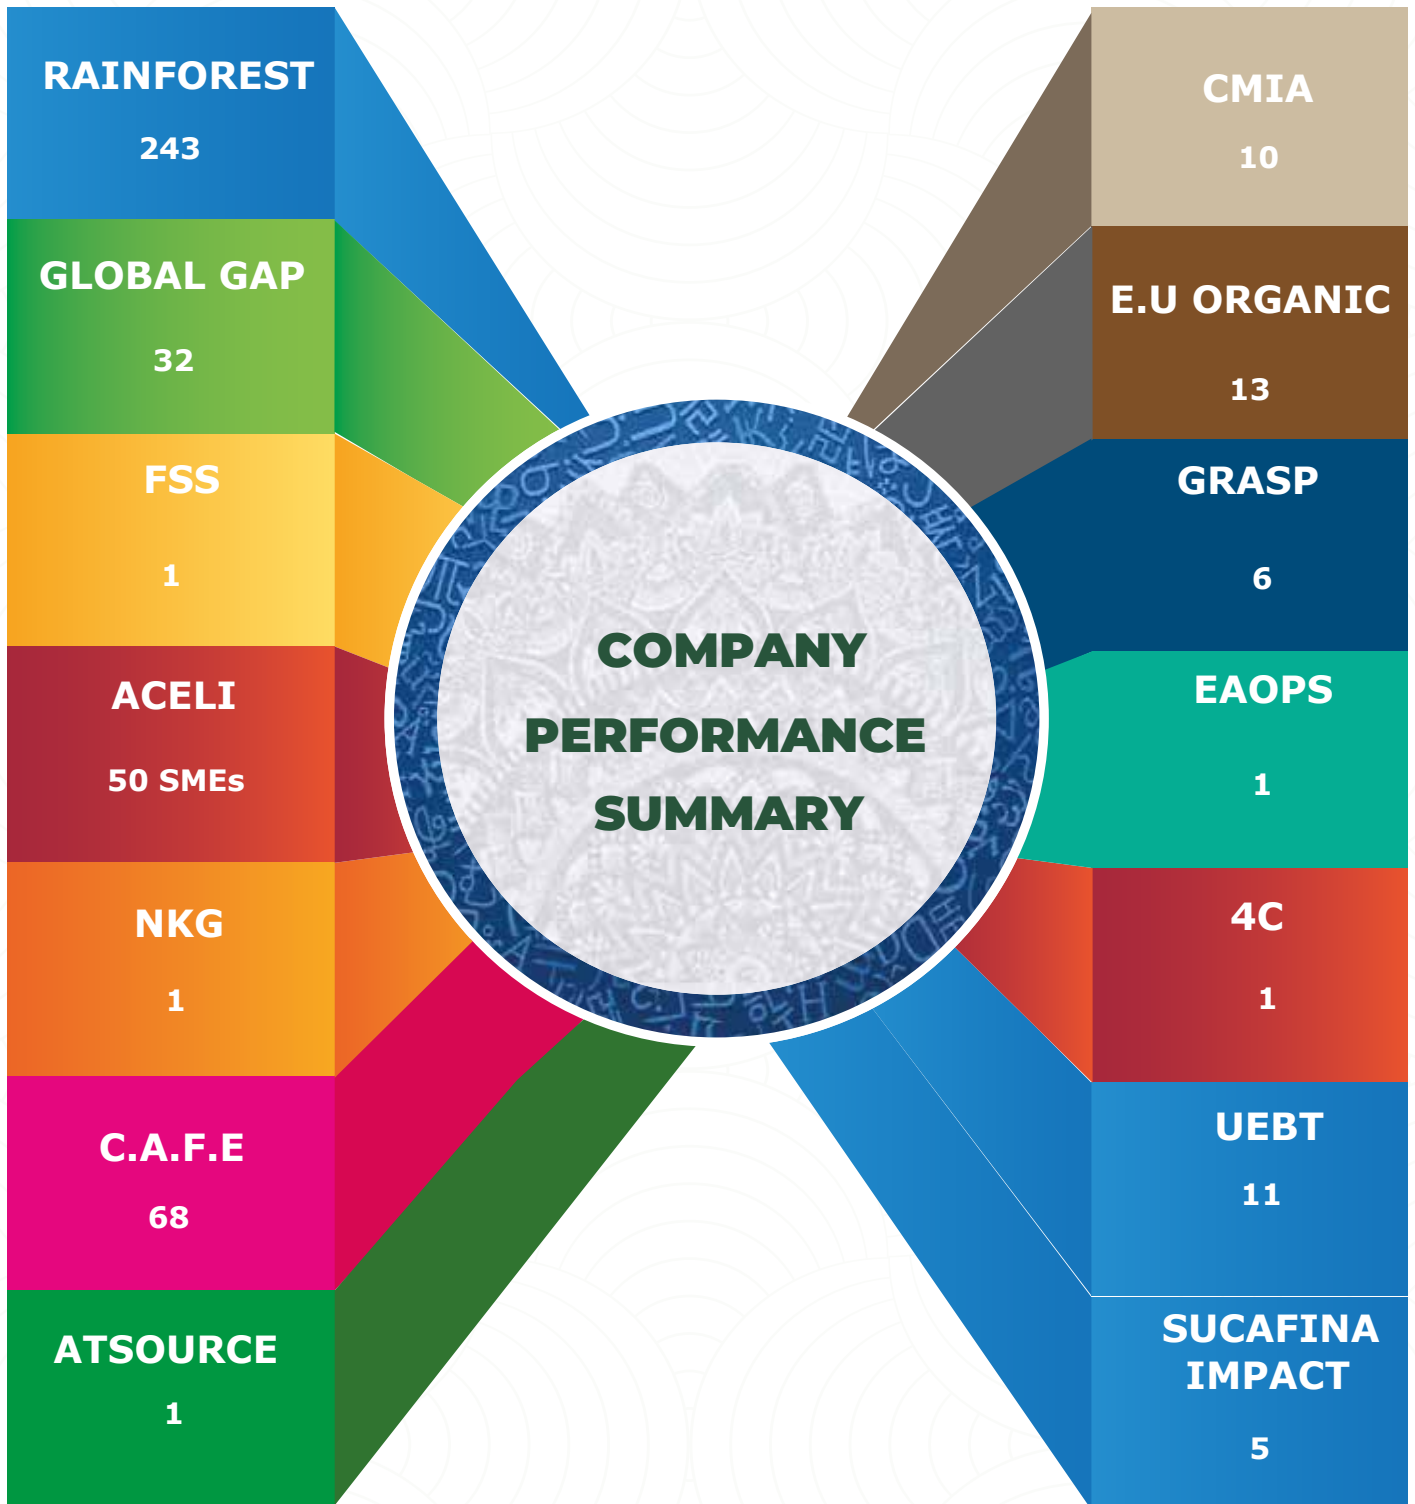 RAINFOREST
243
GLOBAL GAP
32
FSS
1
ACELI
50 SMEs
NKG
1
C.A.F.E
68
ATSOURCE
1
COMPANY
PERFORMANCE
SUMMARY
CMIA
10
E.U ORGANIC
13
GRASP
6
EAOPS
1
4C
1
UEBT
11
SUCAFINA
IMPACT
5